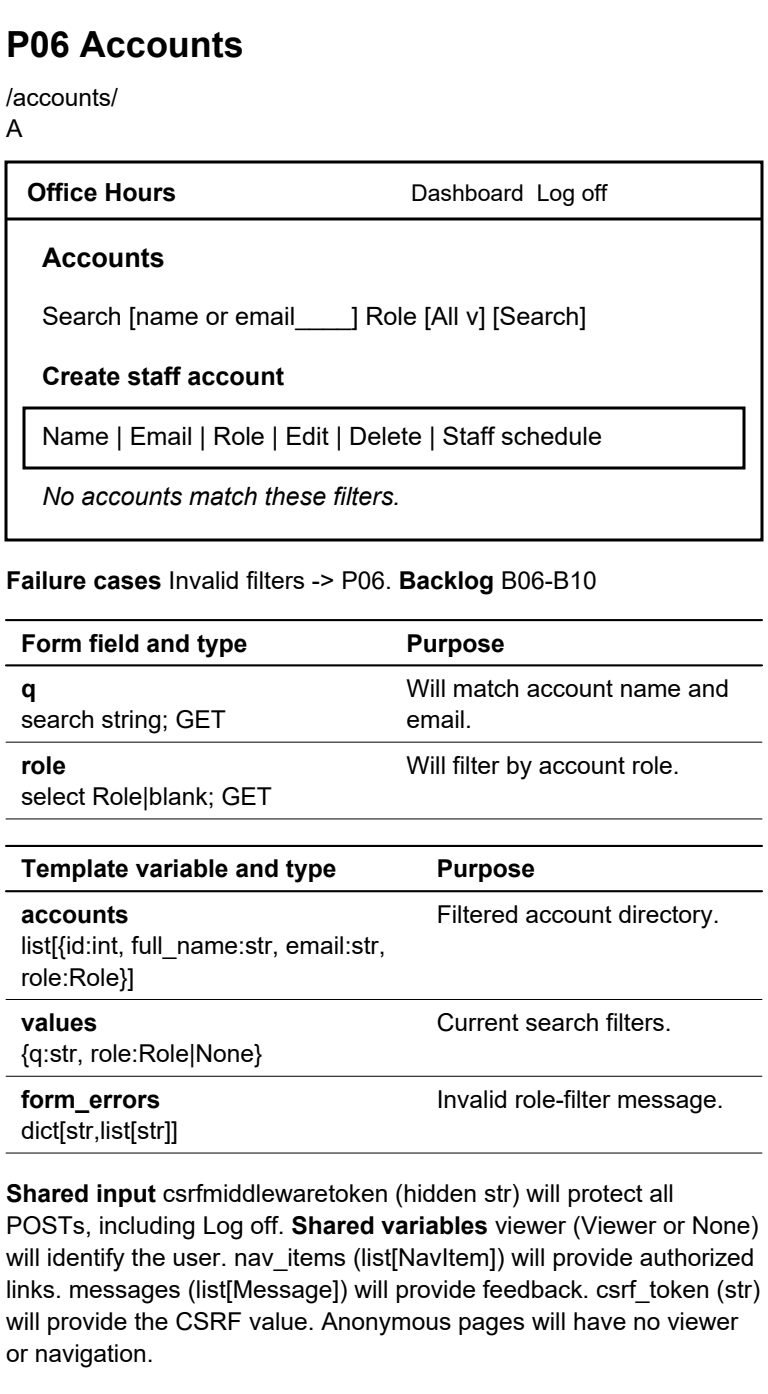 P06 Accounts
/accounts/
A
Office Hours Dashboard Log off
Accounts
Search [name or email____] Role [All v] [Search]
Create staff account
Name | Email | Role | Edit | Delete | Staff schedule
No accounts match these filters.
Failure cases Invalid filters -> P06. Backlog B06-B10
Form field and type Purpose
q Will match account name and
search string; GET email.
role Will filter by account role.
select Role|blank; GET
Template variable and type Purpose
accounts Filtered account directory.
list[{id:int, full_name:str, email:str,
role:Role}]
values Current search filters.
{q:str, role:Role|None}
form_errors Invalid role-filter message.
dict[str,list[str]]
Shared input csrfmiddlewaretoken (hidden str) will protect all
POSTs, including Log off. Shared variables viewer (Viewer or None)
will identify the user. nav_items (list[NavItem]) will provide authorized
links. messages (list[Message]) will provide feedback. csrf_token (str)
will provide the CSRF value. Anonymous pages will have no viewer
or navigation.